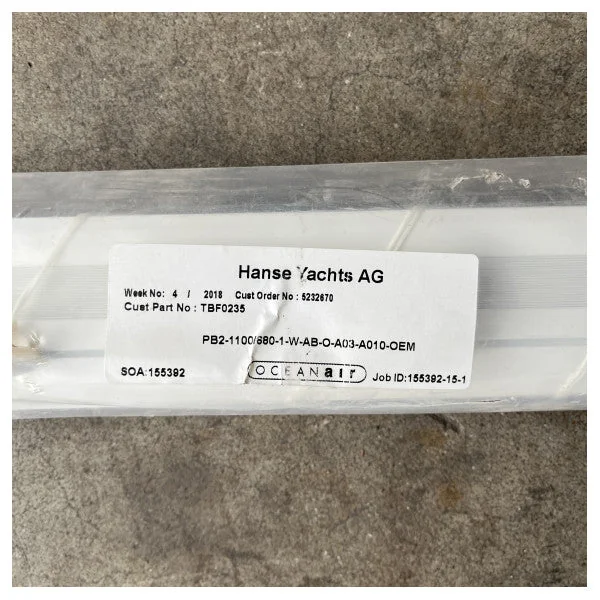 Hanse Yachts AG
Week No: 4 / 2018 Cust Order No : 5232670
Cust Part No : TBF0235
PB2-1100/680-1-W-AB-O-A03-A010-OEM
SOA:155392 OCEANair Job ID:155392-15-1